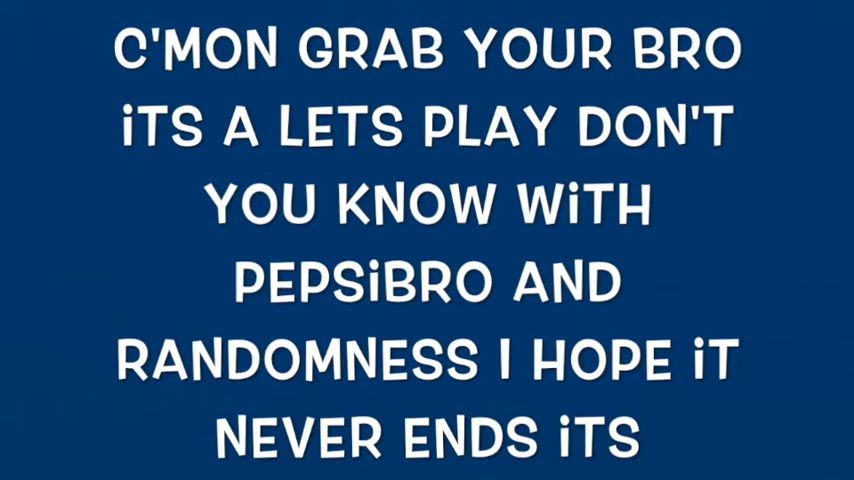 C'MON GRAB YOUR BRO
iTS A LETS PLAY DON'T
YOU KNOW WiTH
PEPSiBRO AND
RANDOMNESS I HOPE iT
NEVER ENDS iTS